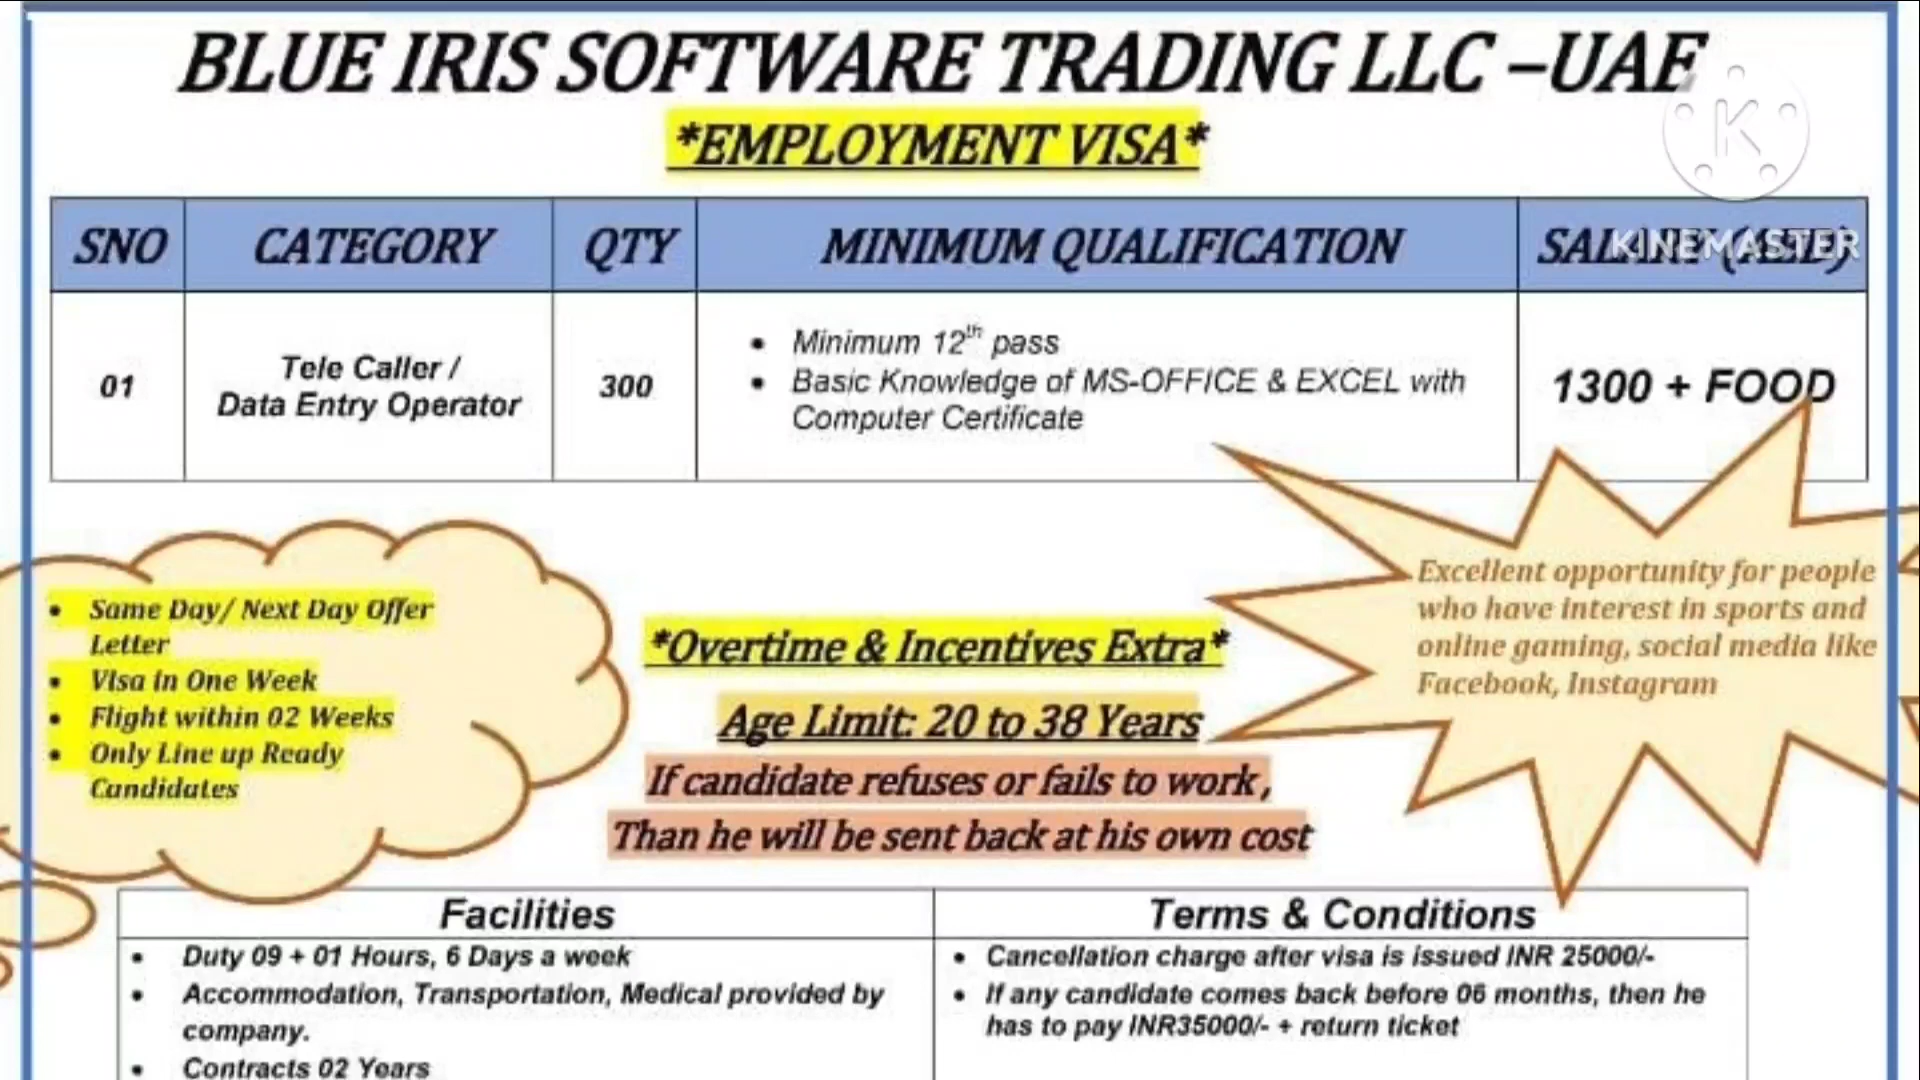 BLUE IRIS SOFTWARE TRADING LLC –UAE
*EMPLOYMENT VISA*
SNO CATEGORY QTY MINIMUM QUALIFICATION SALARY (AED)
KINEMASTER
01
Tele Caller /
Data Entry Operator
300
• Minimum 12th pass
• Basic Knowledge of MS-OFFICE & EXCEL with
Computer Certificate
1300 + FOOD
• Same Day/ Next Day Offer
Letter
• Visa in One Week
• Flight within 02 Weeks
• Only Line up Ready
Candidates
*Overtime & Incentives Extra*
Age Limit: 20 to 38 Years
If candidate refuses or fails to work,
Than he will be sent back at his own cost
Excellent opportunity for people
who have interest in sports and
online gaming, social media like
Facebook, Instagram
Facilities
• Duty 09 + 01 Hours, 6 Days a week
• Accommodation, Transportation, Medical provided by
company.
• Contracts 02 Years
Terms & Conditions
• Cancellation charge after visa is issued INR 25000/-
• If any candidate comes back before 06 months, then he
has to pay INR35000/- + return ticket